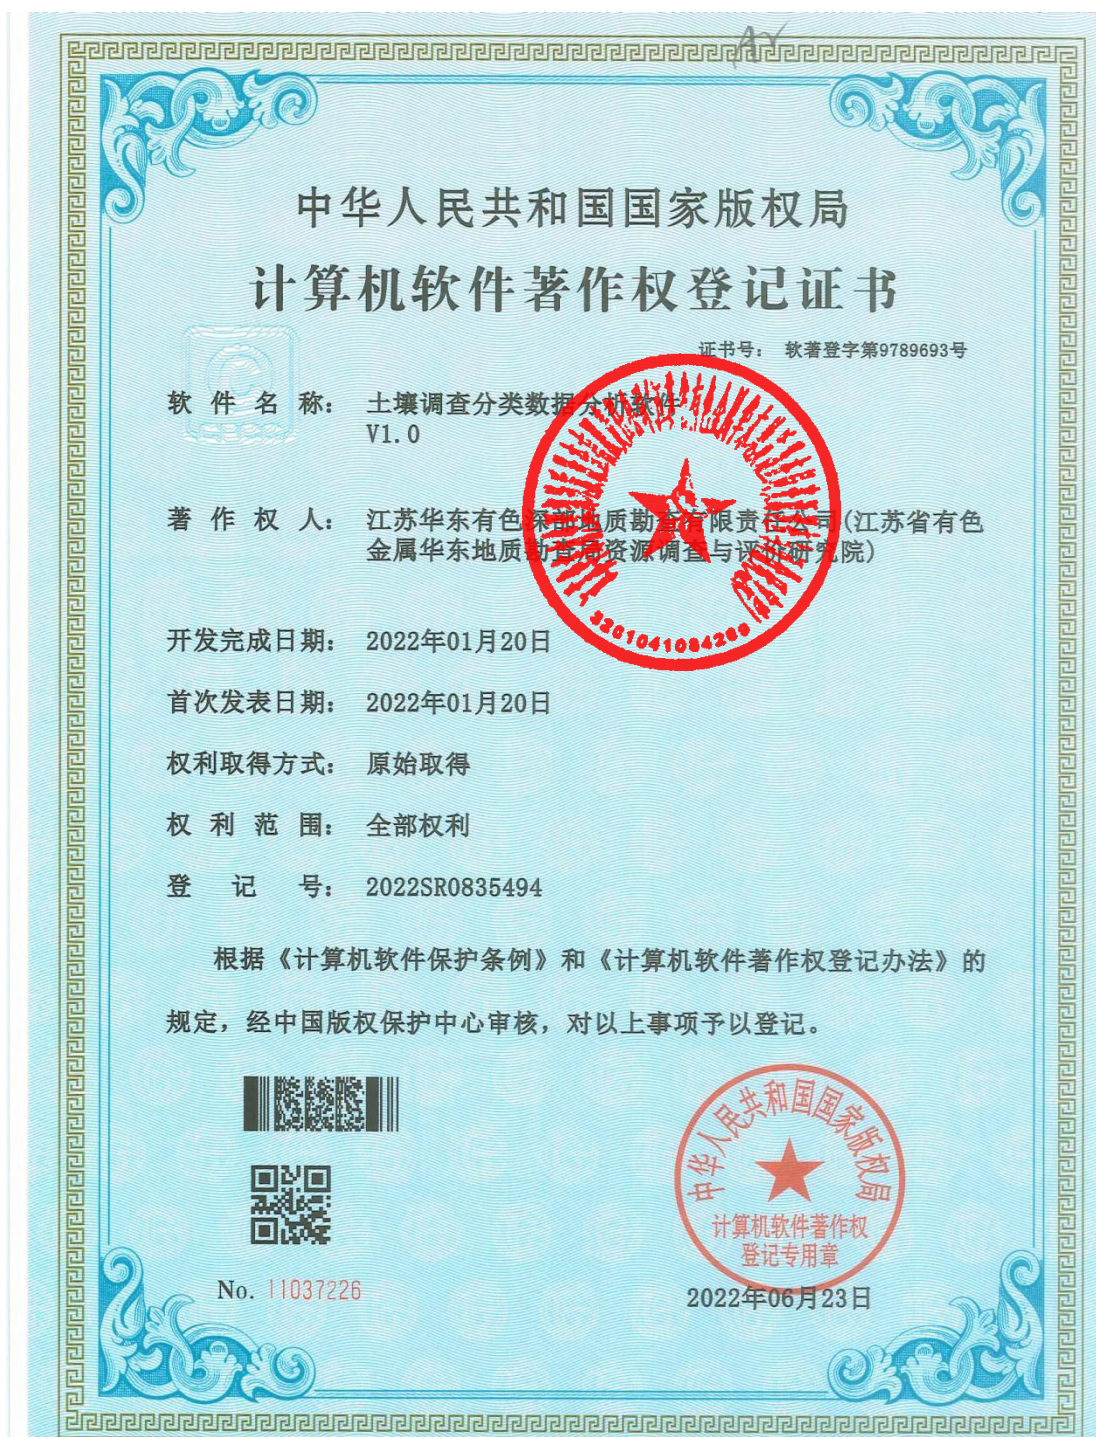 AV
中华人民共和国国家版权局
计算机软件著作权登记证书
证书号: 软著登字第9789693号
软件名称: 土壤调查分类数据分析软件
V1.0
著作权人: 江苏华东有色深部地质勘查有限责任公司(江苏省有色
金属华东地质勘查局资源调查与评价研究院)
3201041084269
开发完成日期: 2022年01月20日
首次发表日期: 2022年01月20日
权利取得方式: 原始取得
权利范围: 全部权利
登记号: 2022SR0835494
根据《计算机软件保护条例》和《计算机软件著作权登记办法》的
规定,经中国版权保护中心审核,对以上事项予以登记。
中华人民共和国国家版权局
计算机软件著作权
登记专用章
No. 11037226
2022年06月23日